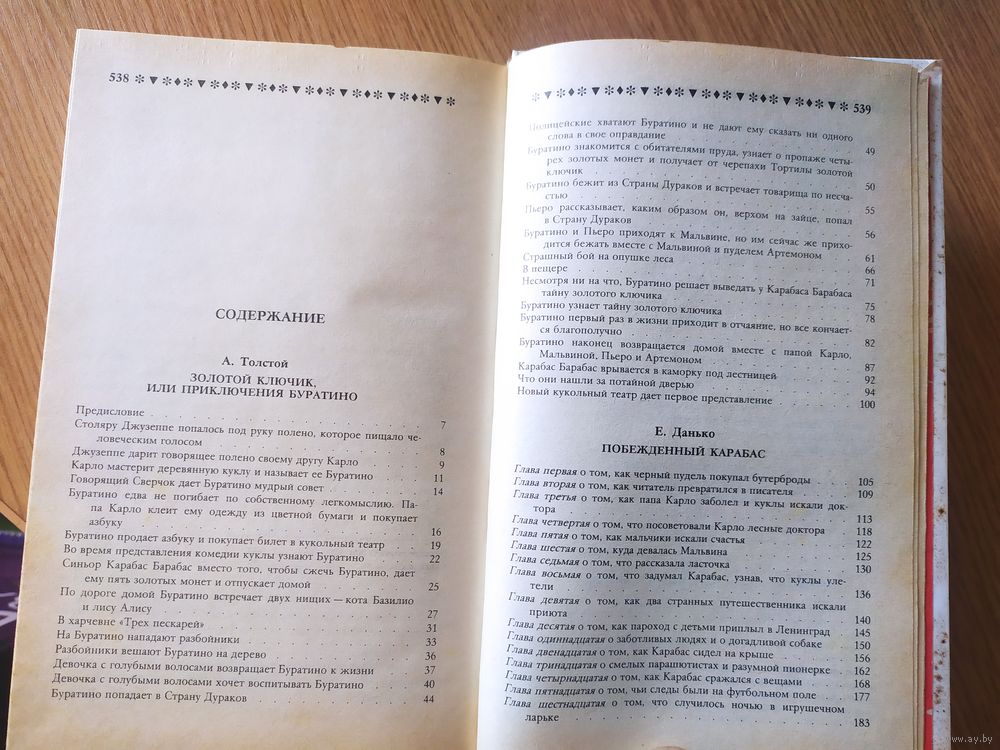 538
СОДЕРЖАНИЕ
А. Толстой
ЗОЛОТОЙ КЛЮЧИК,
ИЛИ ПРИКЛЮЧЕНИЯ БУРАТИНО
Предисловие . 7
Столяру Джузеппе попалось под руку полено, которое пищало че-
ловеческим голосом . 8
Джузеппе дарит говорящее полено своему другу Карло . 9
Карло мастерит деревянную куклу и называет ее Буратино . 11
Говорящий Сверчок дает Буратино мудрый совет . 14
Буратино едва не погибает по собственному легкомыслию. Па-
па Карло клеит ему одежду из цветной бумаги и покупает
азбуку . 16
Буратино продает азбуку и покупает билет в кукольный театр . 19
Во время представления комедии куклы узнают Буратино . 22
Синьор Карабас Барабас вместо того, чтобы сжечь Буратино, дает
ему пять золотых монет и отпускает домой . 25
По дороге домой Буратино встречает двух нищих — кота Базилио
и лису Алису . 27
В харчевне «Трех пескарей» . 31
На Буратино нападают разбойники . 33
Разбойники вешают Буратино на дерево . 36
Девочка с голубыми волосами возвращает Буратино к жизни . 37
Девочка с голубыми волосами хочет воспитывать Буратино . 40
Буратино попадает в Страну Дураков . 44
539
Полицейские хватают Буратино и не дают ему сказать ни одного
слова в свое оправдание . 49
Буратино знакомится с обитателями пруда, узнает о пропаже четы-
рех золотых монет и получает от черепахи Тортилы золотой
ключик . 50
Буратино бежит из Страны Дураков и встречает товарища по несча-
стью . 55
Пьеро рассказывает, каким образом он, верхом на зайце, попал
в Страну Дураков . 56
Буратино и Пьеро приходят к Мальвине, но им сейчас же прихо-
дится бежать вместе с Мальвиной и пуделем Артемоном . 61
Страшный бой на опушке леса . 66
В пещере . 71
Несмотря ни на что, Буратино решает выведать у Карабаса Барабаса
тайну золотого ключика . 75
Буратино узнает тайну золотого ключика . 78
Буратино первый раз в жизни приходит в отчаяние, но все кончает-
ся благополучно . 82
Буратино наконец возвращается домой вместе с папой Карло,
Мальвиной, Пьеро и Артемоном . 87
Карабас Барабас врывается в каморку под лестницей . 92
Что они нашли за потайной дверью . 94
Новый кукольный театр дает первое представление . 100
Е. Данько
ПОБЕЖДЕННЫЙ КАРАБАС
Глава первая о том, как черный пудель покупал бутерброды . 105
Глава вторая о том, как читатель превратился в писателя . 109
Глава третья о том, как папа Карло заболел и куклы искали док-
тора . 113
Глава четвертая о том, что посоветовали Карло лесные доктора . 118
Глава пятая о том, как мальчики искали счастья . 122
Глава шестая о том, куда девалась Мальвина . 125
Глава седьмая о том, что рассказала ласточка . 130
Глава восьмая о том, что задумал Карабас, узнав, что куклы уле-
тели . 136
Глава девятая о том, как два странных путешественника искали
приюта . 140
Глава десятая о том, как пароход с детьми приплыл в Ленинград . 145
Глава одиннадцатая о заботливых людях и о догадливой собаке . 150
Глава двенадцатая о том, как Карабас сидел на крыше . 156
Глава тринадцатая о смелых парашютистах и разумной пионерке . 162
Глава четырнадцатая о том, как Карабас сражался с вещами . 168
Глава пятнадцатая о том, чьи следы были на футбольном поле . 177
Глава шестнадцатая о том, что случилось ночью в игрушечном
ларьке . 183
www.ay.by